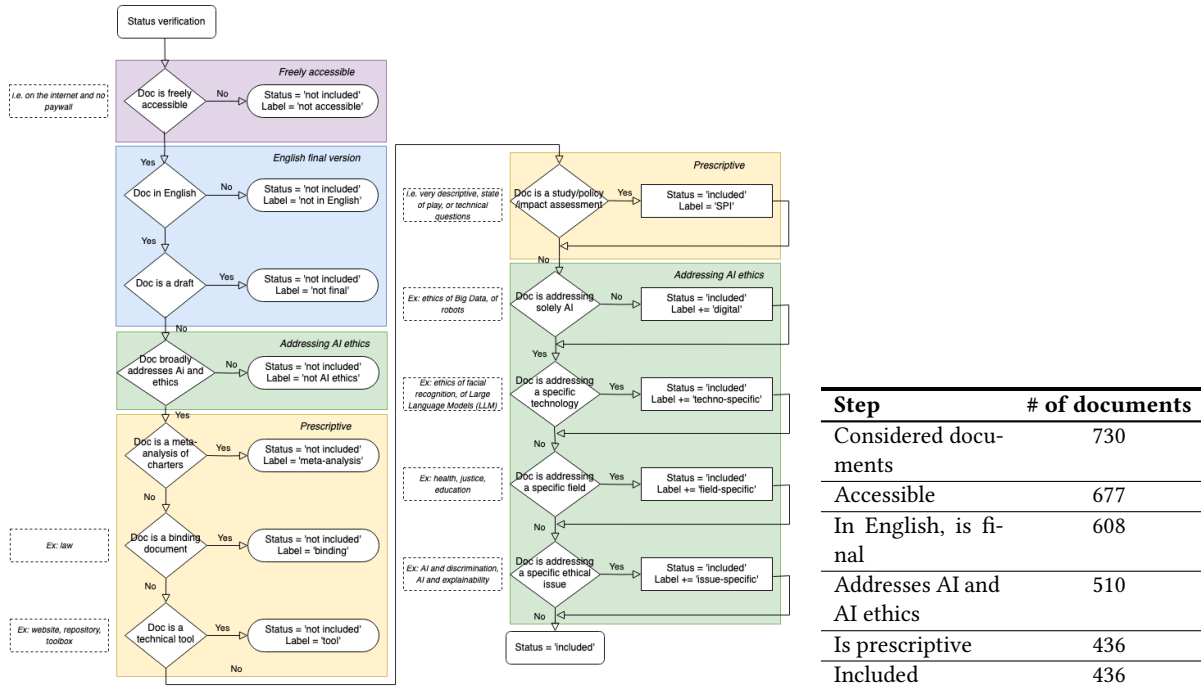 Status verification
Freely accessible
i.e. on the internet and no
paywall
Doc is freely
accessible
No
Status = 'not included'
Label = 'not accessible'
Yes
English final version
Doc in English
No
Status = 'not included'
Label = 'not in English'
Yes
Doc is a draft
Yes
Status = 'not included'
Label = 'not final'
No
Addressing AI ethics
Doc broadly
addresses Ai and
ethics
No
Status = 'not included'
Label = 'not AI ethics'
Yes
Prescriptive
Doc is a meta-
analysis of
charters
Yes
Status = 'not included'
Label = 'meta-analysis'
No
Ex: law
Doc is a binding
document
Yes
Status = 'not included'
Label = 'binding'
No
Ex: website, repository,
toolbox
Doc is a
technical tool
Yes
Status = 'not included'
Label = 'tool'
No
Prescriptive
i.e. very descriptive, state
of play, or technical
questions
Doc is a study/policy
/impact assessment
Yes
Status = 'included'
Label = 'SPI'
No
Addressing AI ethics
Ex: ethics of Big Data, of
robots
Doc is addressing
solely AI
No
Status = 'included'
Label += 'digital'
Yes
Ex: ethics of facial
recognition, of Large
Language Models (LLM)
Doc is addressing
a specific
technology
Yes
Status = 'included'
Label += 'techno-specific'
No
Ex: health, justice,
education
Doc is addressing
a specific field
Yes
Status = 'included'
Label += 'field-specific'
No
Ex: AI and discrimination,
AI and explainability
Doc is addressing
a specific ethical
issue
Yes
Status = 'included'
Label += 'issue-specific'
No
Status = 'included'
Step # of documents
Considered docu- 730
ments
Accessible 677
In English, is fi- 608
nal
Addresses AI and 510
AI ethics
Is prescriptive 436
Included 436